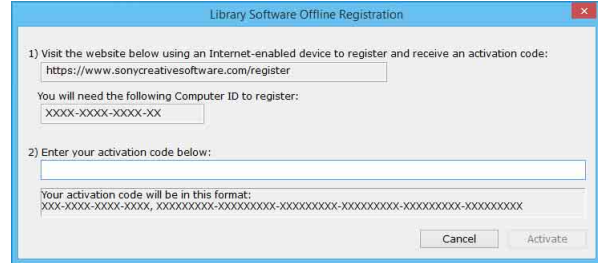 Library Software Offline Registration
1) Visit the website below using an Internet-enabled device to register and receive an activation code:
https://www.sonycreativesoftware.com/register
You will need the following Computer ID to register:
XXXX-XXXX-XXXX-XX
2) Enter your activation code below:
Your activation code will be in this format:
XXX-XXXX-XXXX-XXXX, XXXXXXXXX-XXXXXXXXX-XXXXXXXXX-XXXXXXXXX-XXXXXXXXX-XXXXXXXXX
Cancel Activate